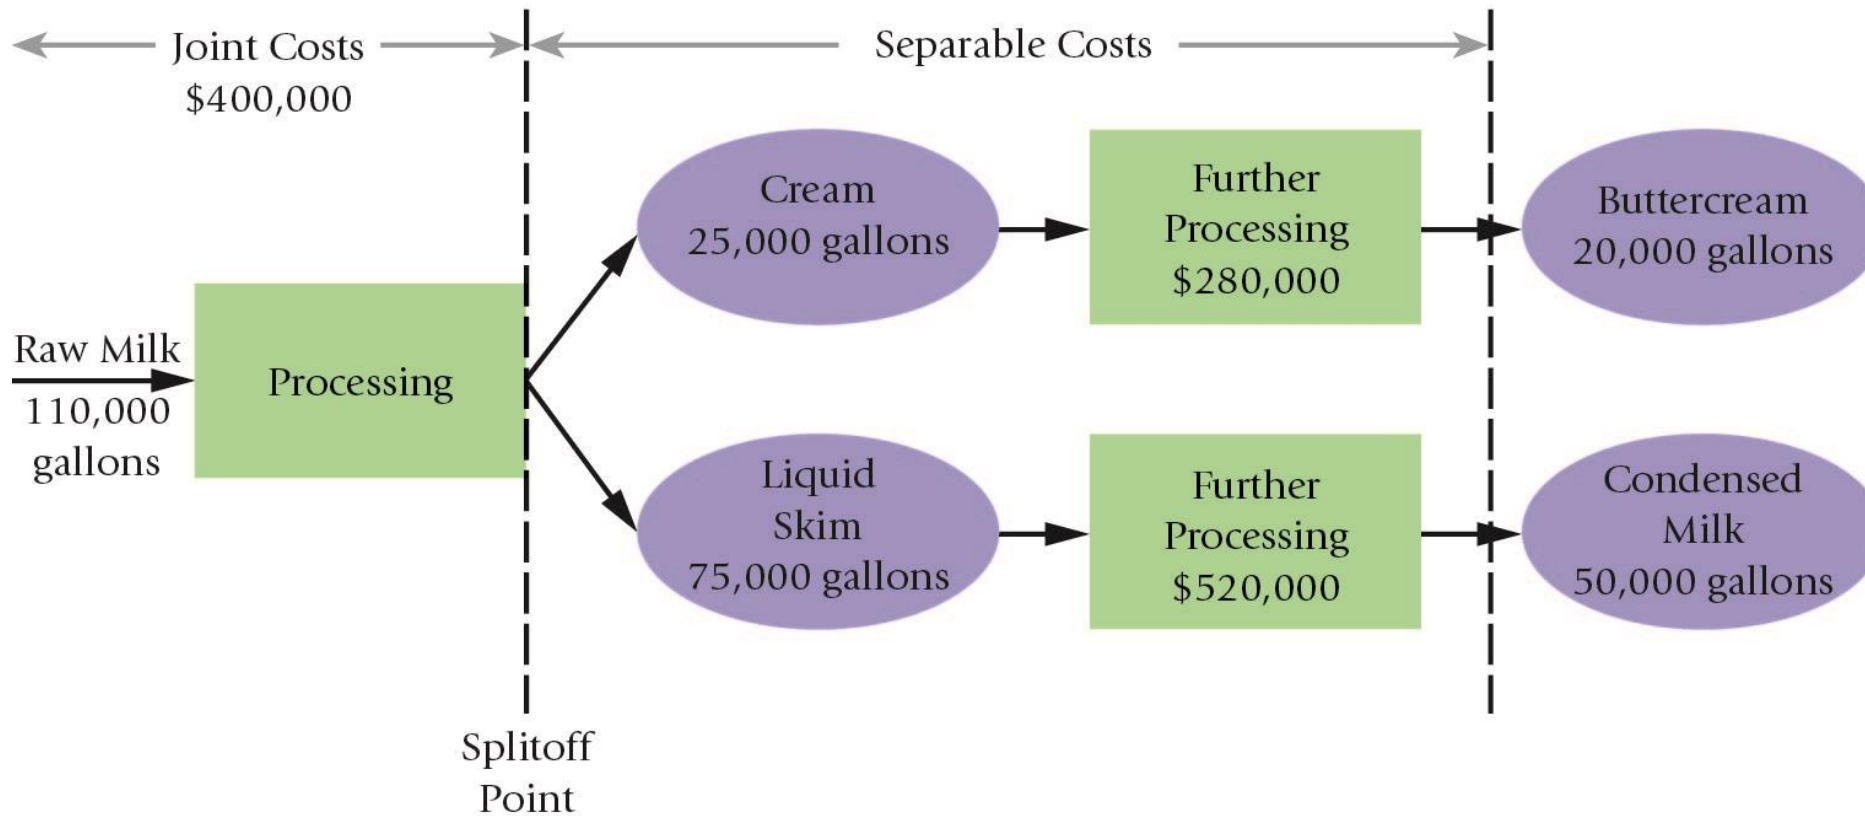 Joint Costs
$400,000
Separable Costs
Raw Milk
110,000
gallons
Processing
Splitoff
Point
Cream
25,000 gallons
Further
Processing
$280,000
Buttercream
20,000 gallons
Liquid
Skim
75,000 gallons
Further
Processing
$520,000
Condensed
Milk
50,000 gallons